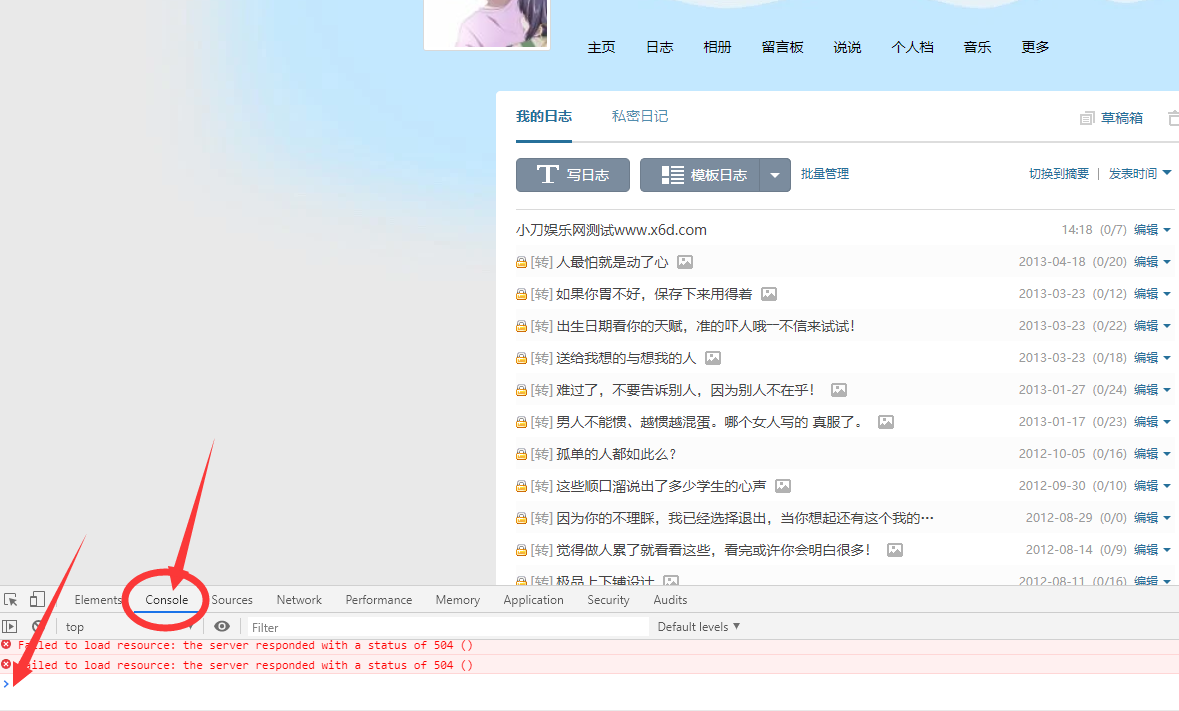 主页 日志 相册 留言板 说说 个人档 音乐 更多
我的日志 私密日记 草稿箱
写日志 模板日志 批量管理 切换到摘要 | 发表时间
小刀娱乐网测试www.x6d.com 14:18 (0/7) 编辑
[转] 人最怕就是动了心 2013-04-18 (0/20) 编辑
[转] 如果你胃不好，保存下来用得着 2013-03-23 (0/12) 编辑
[转] 出生日期看你的天赋，准的吓人哦一不信来试试！ 2013-03-23 (0/22) 编辑
[转] 送给我想的与想我的人 2013-03-23 (0/18) 编辑
[转] 难过了，不要告诉别人，因为别人不在乎！ 2013-01-27 (0/24) 编辑
[转] 男人不能惯、越惯越混蛋。哪个女人写的 真服了。 2013-01-17 (0/23) 编辑
[转] 孤单的人都如此么？ 2012-10-05 (0/16) 编辑
[转] 这些顺口溜说出了多少学生的心声 2012-09-30 (0/10) 编辑
[转] 因为你的不理睬，我已经选择退出，当你想起还有这个我的… 2012-08-29 (0/0) 编辑
[转] 觉得做人累了就看看这些，看完或许你会明白很多！ 2012-08-14 (0/9) 编辑
[转] 极品上下铺设计 2012-08-11 (0/16) 编辑
Elements Console Sources Network Performance Memory Application Security Audits
top Filter Default levels ▼
Failed to load resource: the server responded with a status of 504 ()
Failed to load resource: the server responded with a status of 504 ()
>